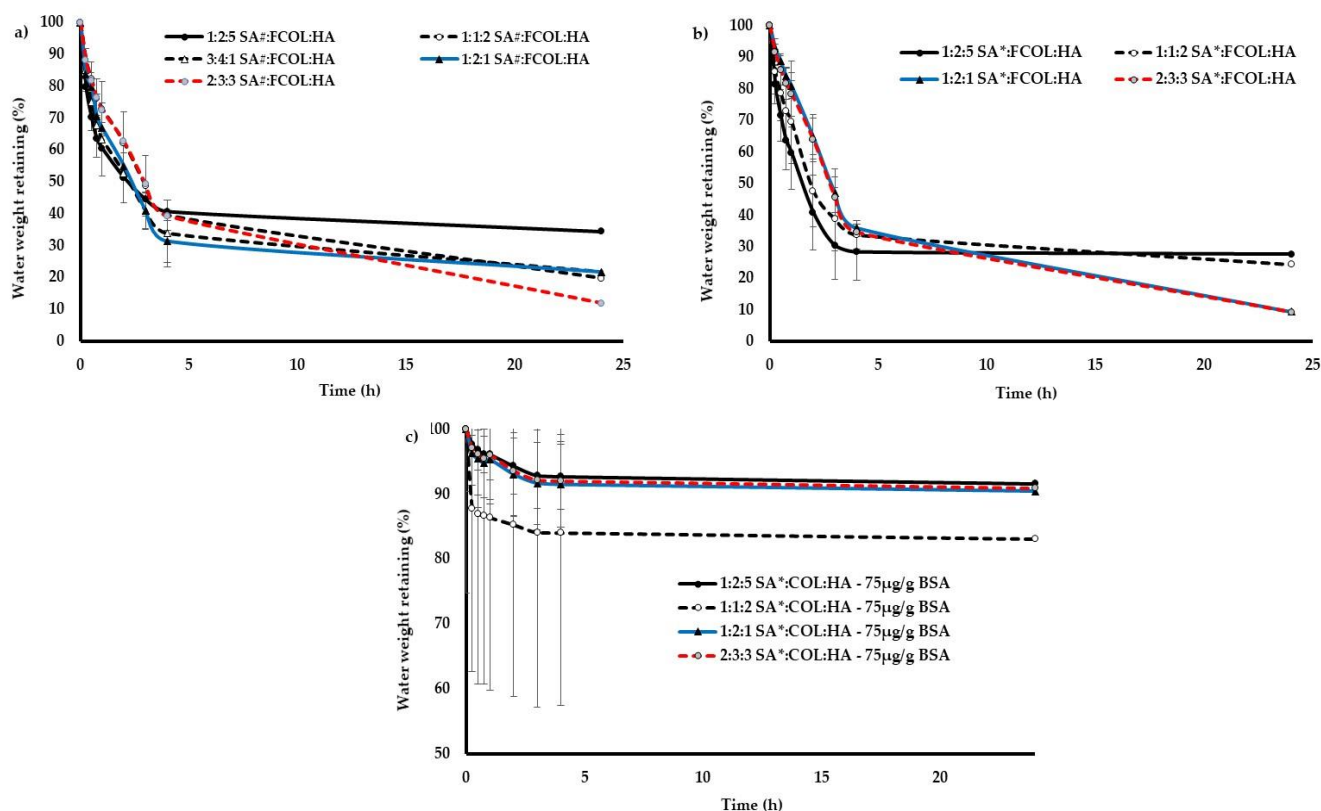 a)
1:2:5 SA#:FCOL:HA
1:1:2 SA#:FCOL:HA
3:4:1 SA#:FCOL:HA
1:2:1 SA#:FCOL:HA
2:3:3 SA#:FCOL:HA
Water weight retaining (%)
100
90
80
70
60
50
40
30
20
10
0
5
10
15
20
25
Time (h)
b)
1:2:5 SA*:FCOL:HA
1:1:2 SA*:FCOL:HA
1:2:1 SA*:FCOL:HA
2:3:3 SA*:FCOL:HA
Water weight retaining (%)
100
90
80
70
60
50
40
30
20
10
0
0
5
10
15
20
25
Time (h)
c)
1:2:5 SA*:COL:HA - 75µg/g BSA
1:1:2 SA*:COL:HA - 75µg/g BSA
1:2:1 SA*:COL:HA - 75µg/g BSA
2:3:3 SA*:COL:HA - 75µg/g BSA
Water weight retaining (%)
100
90
80
70
60
50
0
5
10
15
20
Time (h)